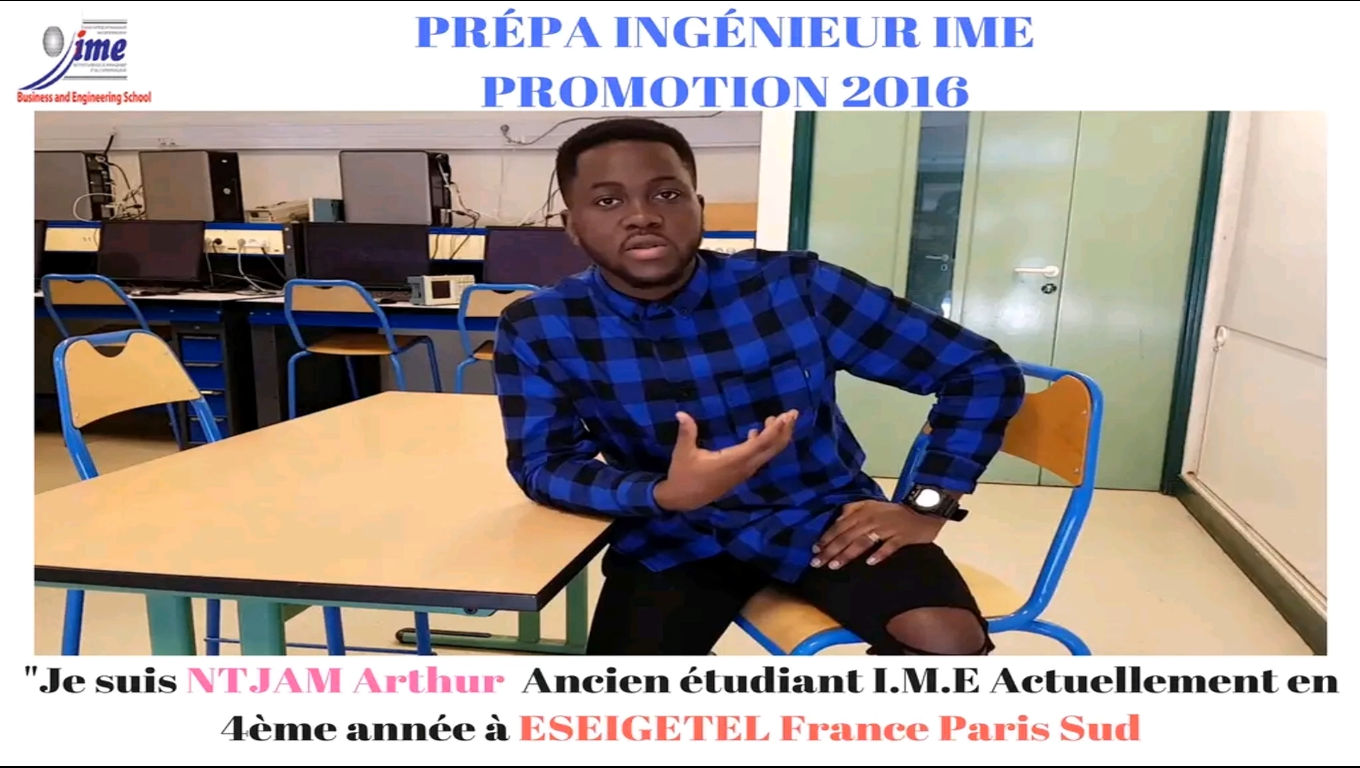 ime
Business and Engineering School
PRÉPA INGÉNIEUR IME
PROMOTION 2016
"Je suis NTJAM Arthur Ancien étudiant I.M.E Actuellement en
4ème année à ESEIGETEL France Paris Sud